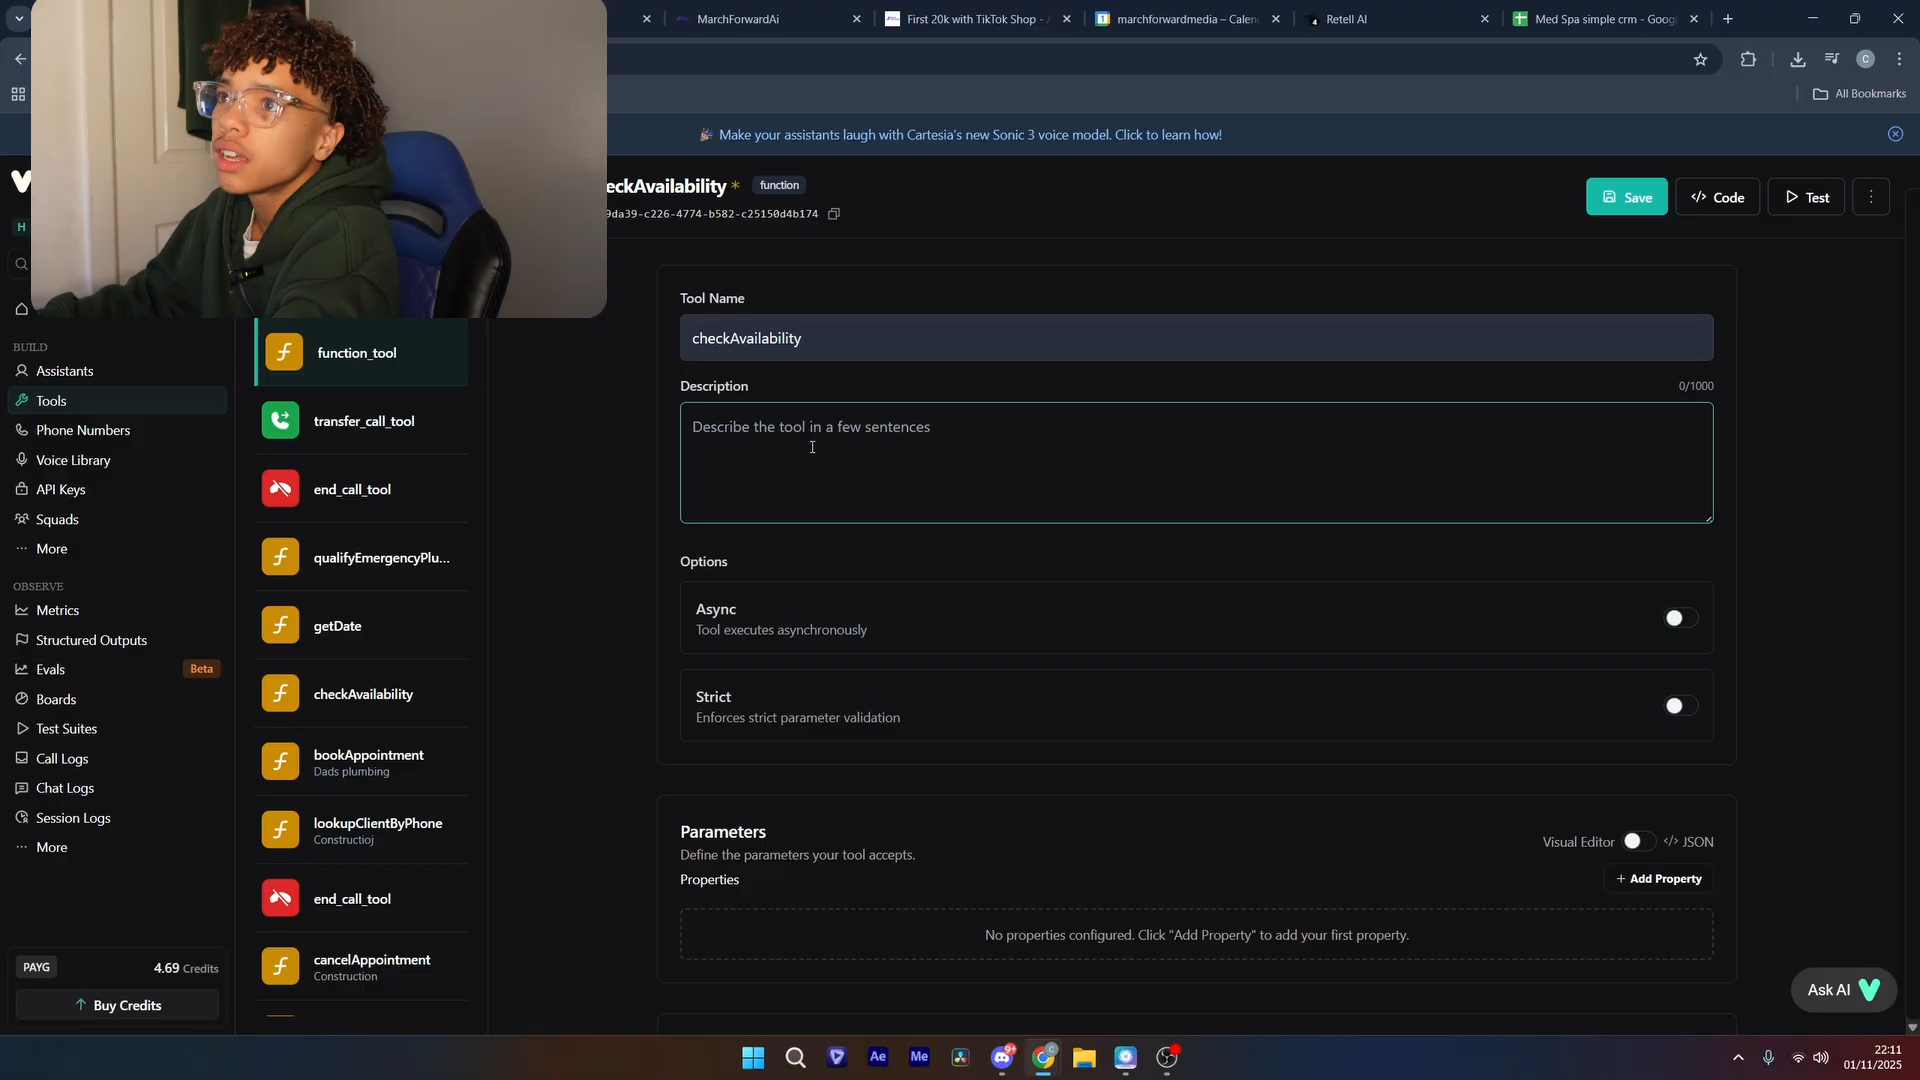 MarchForwardAi
First 20k with TikTok Shop -
marchforwardmedia – Calen
Retell AI
Med Spa simple crm - Goog
C
All Bookmarks
Make your assistants laugh with Cartesia's new Sonic 3 voice model. Click to learn how!
eckAvailability * function
9da39-c226-4774-b582-c25150d4b174
Save
Code
Test
H
BUILD
Assistants
Tools
Phone Numbers
Voice Library
API Keys
Squads
More
OBSERVE
Metrics
Structured Outputs
Evals
Beta
Boards
Test Suites
Call Logs
Chat Logs
Session Logs
More
PAYG
4.69 Credits
Buy Credits
function_tool
transfer_call_tool
end_call_tool
qualifyEmergencyPlu...
getDate
checkAvailability
bookAppointment
Dads plumbing
lookupClientByPhone
Constructioj
end_call_tool
cancelAppointment
Construction
Tool Name
checkAvailability
Description
0/1000
Describe the tool in a few sentences
Options
Async
Tool executes asynchronously
Strict
Enforces strict parameter validation
Parameters
Define the parameters your tool accepts.
Visual Editor
</> JSON
Properties
+ Add Property
No properties configured. Click "Add Property" to add your first property.
Ask AI
Ae
Me
22:11
01/11/2025